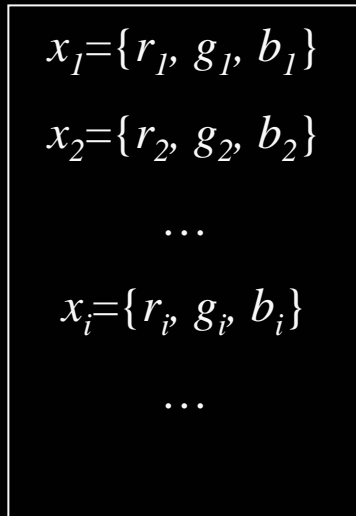 x₁={r₁, g₁, b₁}
x₂={r₂, g₂, b₂}
…
xᵢ={rᵢ, gᵢ, bᵢ}
…